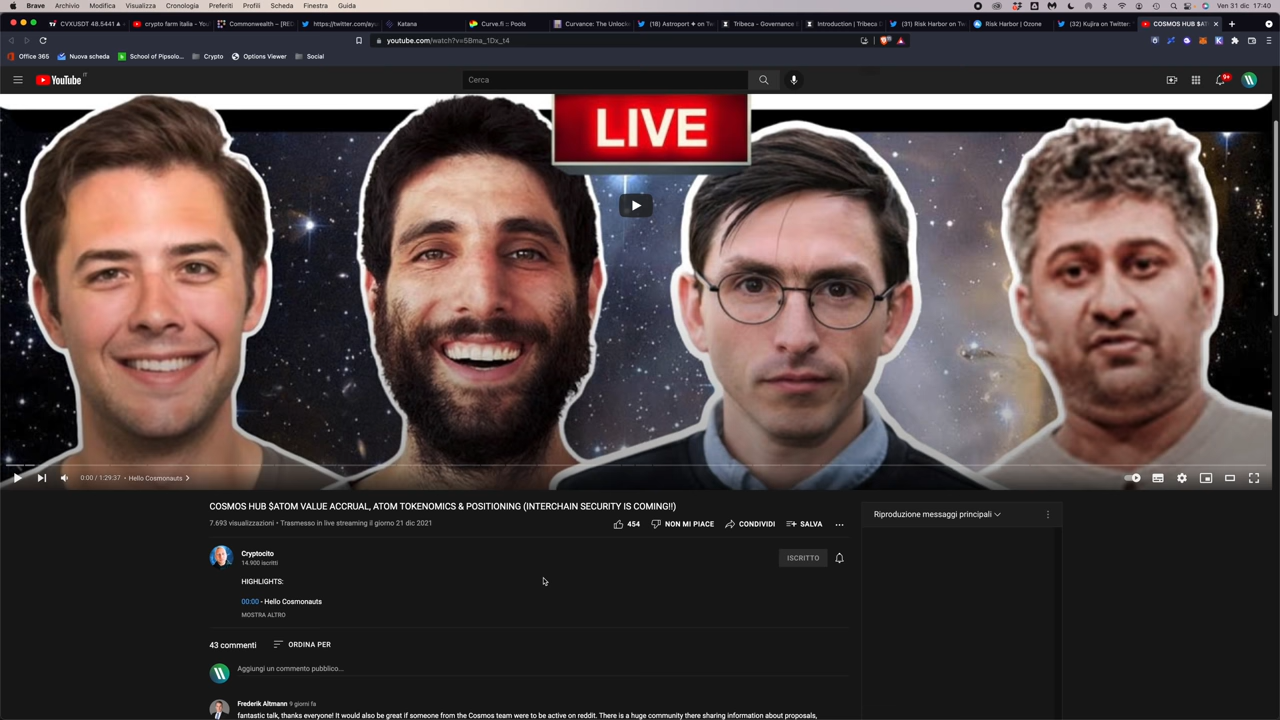 Brave Archivio Modifica Visualizza Cronologia Preferiti Profili Scheda Finestra Guida Ven 31 dic 17:40
CVXUSDT 48.5441 crypto farm italia - You Commonwealth – [RED https://twitter.com/ayu Katana Curve.fi :: Pools Curvance: The Unlock (18) Astroport on Tw Tribeca - Governance Introduction | Tribeca D (31) Risk Harbor on Tw Risk Harbor | Ozone (32) Kujira on Twitter: COSMOS HUB $AT
youtube.com/watch?v=5Bma_1Dx_t4
Office 365 Nuova scheda School of Pipsolo... Crypto Options Viewer Social
YouTube IT Cerca 9+
LIVE
0:00 / 1:29:37 • Hello Cosmonauts
COSMOS HUB $ATOM VALUE ACCRUAL, ATOM TOKENOMICS & POSITIONING (INTERCHAIN SECURITY IS COMING!!)
7.693 visualizzazioni • Trasmesso in live streaming il giorno 21 dic 2021
454 NON MI PIACE CONDIVIDI SALVA
Riproduzione messaggi principali
Cryptocito
14.900 iscritti
ISCRITTO
HIGHLIGHTS:
00:00 - Hello Cosmonauts
MOSTRA ALTRO
43 commenti ORDINA PER
Aggiungi un commento pubblico...
Frederik Altmann 9 giorni fa
fantastic talk, thanks everyone! It would also be great if someone from the Cosmos team were to be active on reddit. There is a huge community there sharing information about proposals,